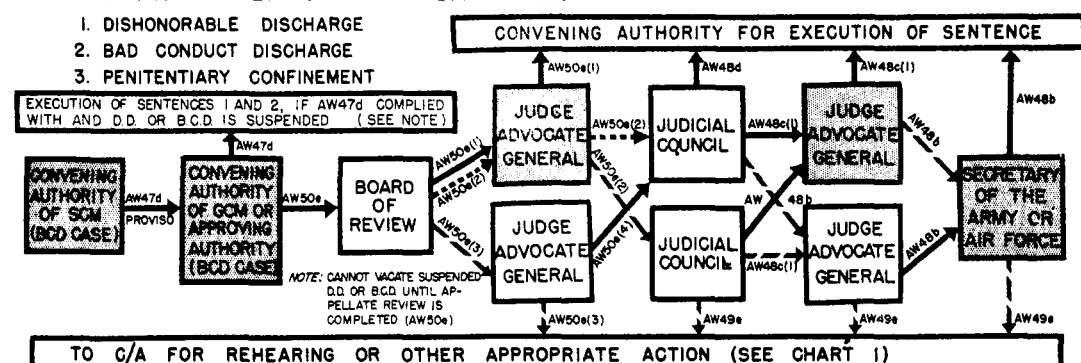 1. DISHONORABLE DISCHARGE
2. BAD CONDUCT DISCHARGE
3. PENITENTIARY CONFINEMENT
CONVENING AUTHORITY FOR EXECUTION OF SENTENCE
EXECUTION OF SENTENCES 1 AND 2, IF AW47d COMPLIED
WITH AND D.D. OR B.C.D. IS SUSPENDED (SEE NOTE)
AW47d
AW50e(1)
AW48d
AW48c(1)
AW48b
CONVENING
AUTHORITY
OF SCM
(BCD CASE)
AW47d
PROVISO
CONVENING
AUTHORITY
OF GCM OR
APPROVING
AUTHORITY
(BCD CASE)
AW50e
BOARD
OF
REVIEW
AW50e(1)
AW50e(2)
AW50e(3)
JUDGE
ADVOCATE
GENERAL
AW50e(2)
AW50e(2)
JUDICIAL
COUNCIL
AW48c(1)
JUDGE
ADVOCATE
GENERAL
AW48b
SECRETARY
OF THE
ARMY OR
AIR FORCE
JUDGE
ADVOCATE
GENERAL
AW50e(4)
JUDICIAL
COUNCIL
AW 48b
AW48c(1)
JUDGE
ADVOCATE
GENERAL
AW48b
NOTE: CANNOT VACATE SUSPENDED
D.D. OR B.C.D. UNTIL AP-
PELLATE REVIEW IS
COMPLETED (AW50e)
AW50e(3)
AW49e
AW49e
AW49e
TO C/A FOR REHEARING OR OTHER APPROPRIATE ACTION (SEE CHART 1)